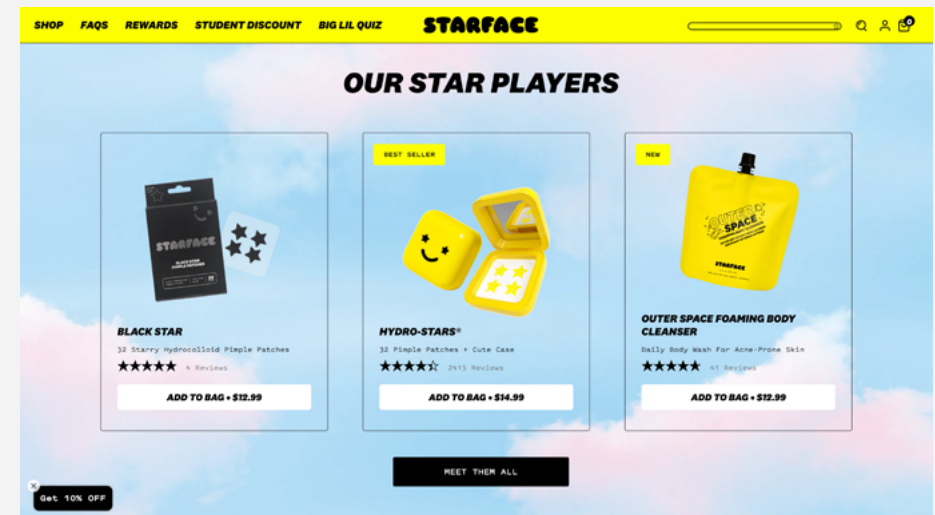 SHOP FAQS REWARDS STUDENT DISCOUNT BIG LIL QUIZ STARFACE 0
OUR STAR PLAYERS
BEST SELLER
NEW
OUTER
SPACE
STARFACE
BLACK STAR
PIMPLE PATCHES
STARFACE
BLACK STAR
32 Starry Hydrocolloid Pimple Patches
4 Reviews
ADD TO BAG • $12.99
HYDRO-STARS®
32 Pimple Patches + Cute Case
2413 Reviews
ADD TO BAG • $14.99
OUTER SPACE FOAMING BODY
CLEANSER
Daily Body Wash For Acne-Prone Skin
41 Reviews
ADD TO BAG • $12.99
MEET THEM ALL
Get 10% OFF